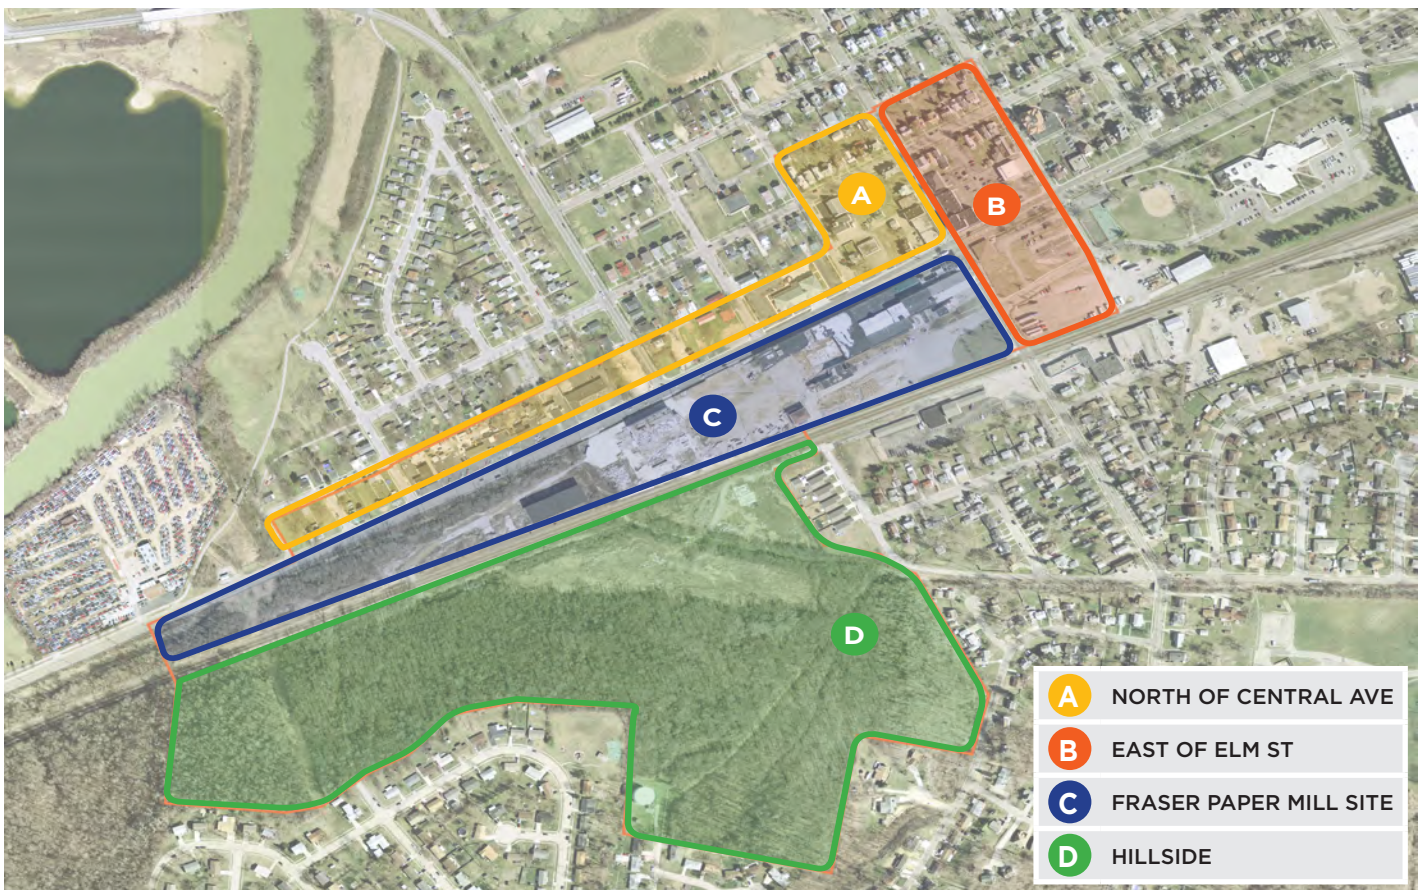 A
B
C
D
A NORTH OF CENTRAL AVE
B EAST OF ELM ST
C FRASER PAPER MILL SITE
D HILLSIDE